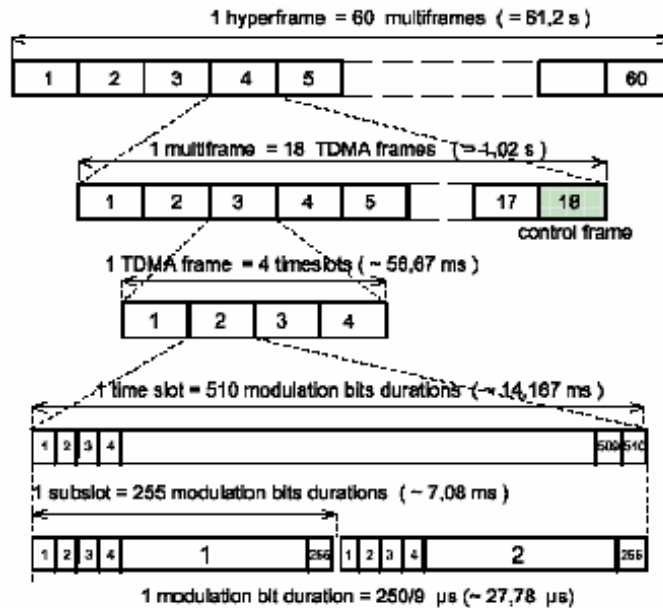 1 hyperframe = 60 multiframes ( = 61,2 s )
1 2 3 4 5 60
1 multiframe = 18 TDMA frames ( = 1,02 s )
1 2 3 4 5 17 18
control frame
1 TDMA frame = 4 timeslots ( ~ 56,67 ms )
1 2 3 4
1 time slot = 510 modulation bits durations ( ~ 14,167 ms )
1 2 3 4 509 510
1 subslot = 255 modulation bits durations ( ~ 7,08 ms )
1 2 3 4 1 255 1 2 3 4 2 255
1 modulation bit duration = 250/9 µs (~ 27,78 µs)